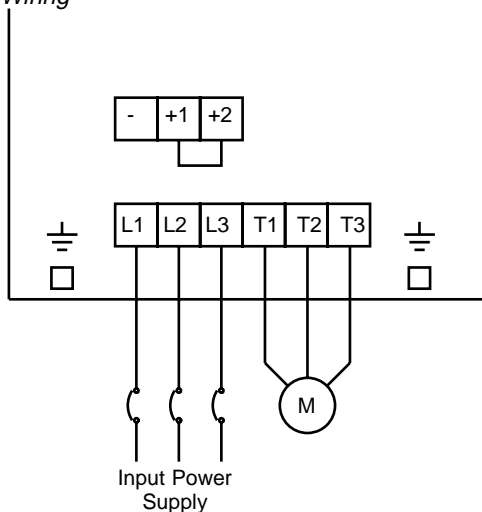 Wiring
- +1 +2
L1 L2 L3 T1 T2 T3
M
Input Power
Supply